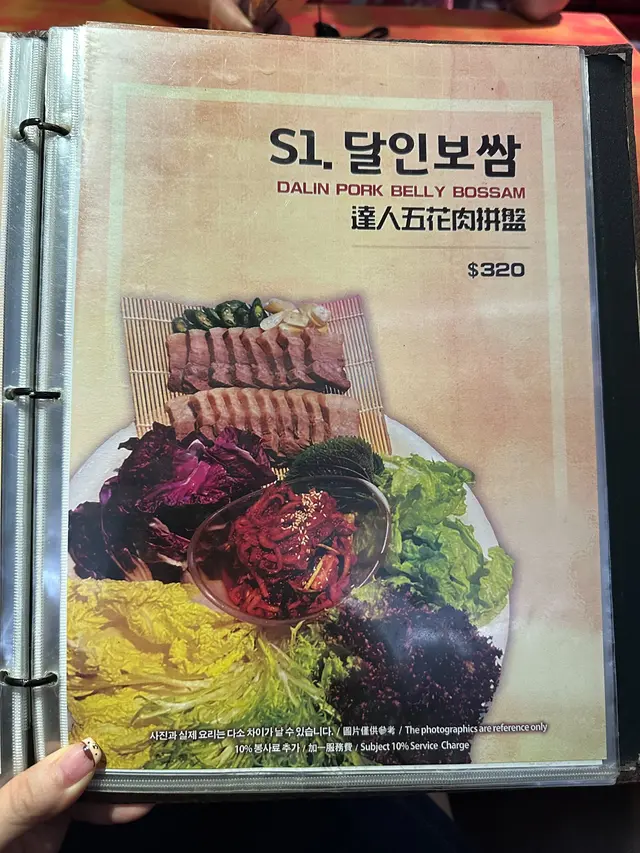 S1. 달인보쌈
DALIN PORK BELLY BOSSAM
達人五花肉拼盤
$320
사진과 실제 요리는 다소 차이가 날 수 있습니다. / 圖片僅供參考 / The photographics are reference only
10% 봉사료 추가 / 加一服務費 / Subject 10% Service Charge